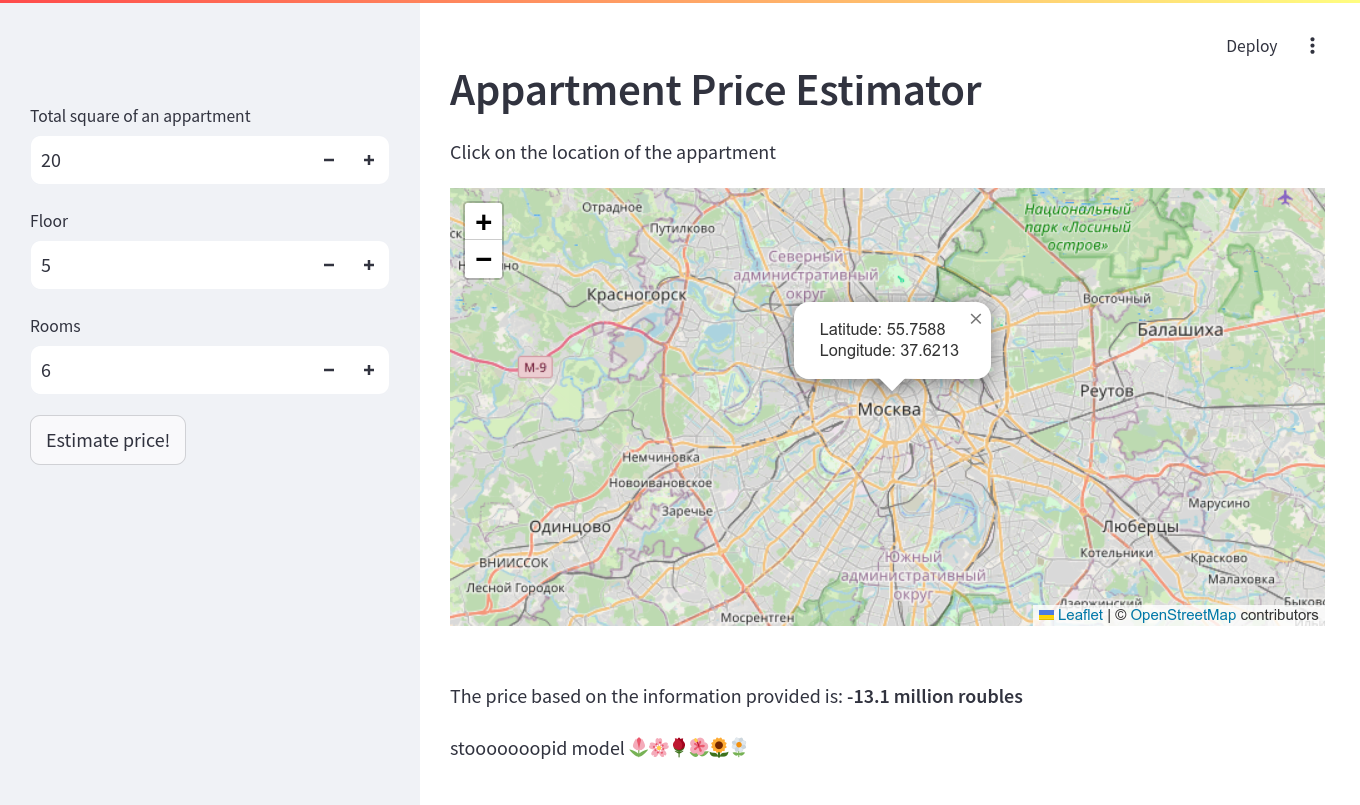 Deploy
Appartment Price Estimator
Total square of an appartment
20
Floor
5
Rooms
6
Estimate price!
Click on the location of the appartment
Отрадное
Путилково
Национальный
парк «Лосиный
остров»
Северный
административный
округ
Красногорск
Восточный
Балашиха
Latitude: 55.7588
Longitude: 37.6213
M-9
Реутов
Москва
Немчиновка
Новоивановское
Заречье
Марусино
Одинцово
Люберцы
Котельники
Красково
Малаховка
ВНИИССОК
Лесной Городок
Южный
административный
округ
Дзержинский
Быково
Мосрентген
Leaflet | © OpenStreetMap contributors
The price based on the information provided is: -13.1 million roubles
stoooooooopid model 🌷🌸🌹🌺🌻🌼